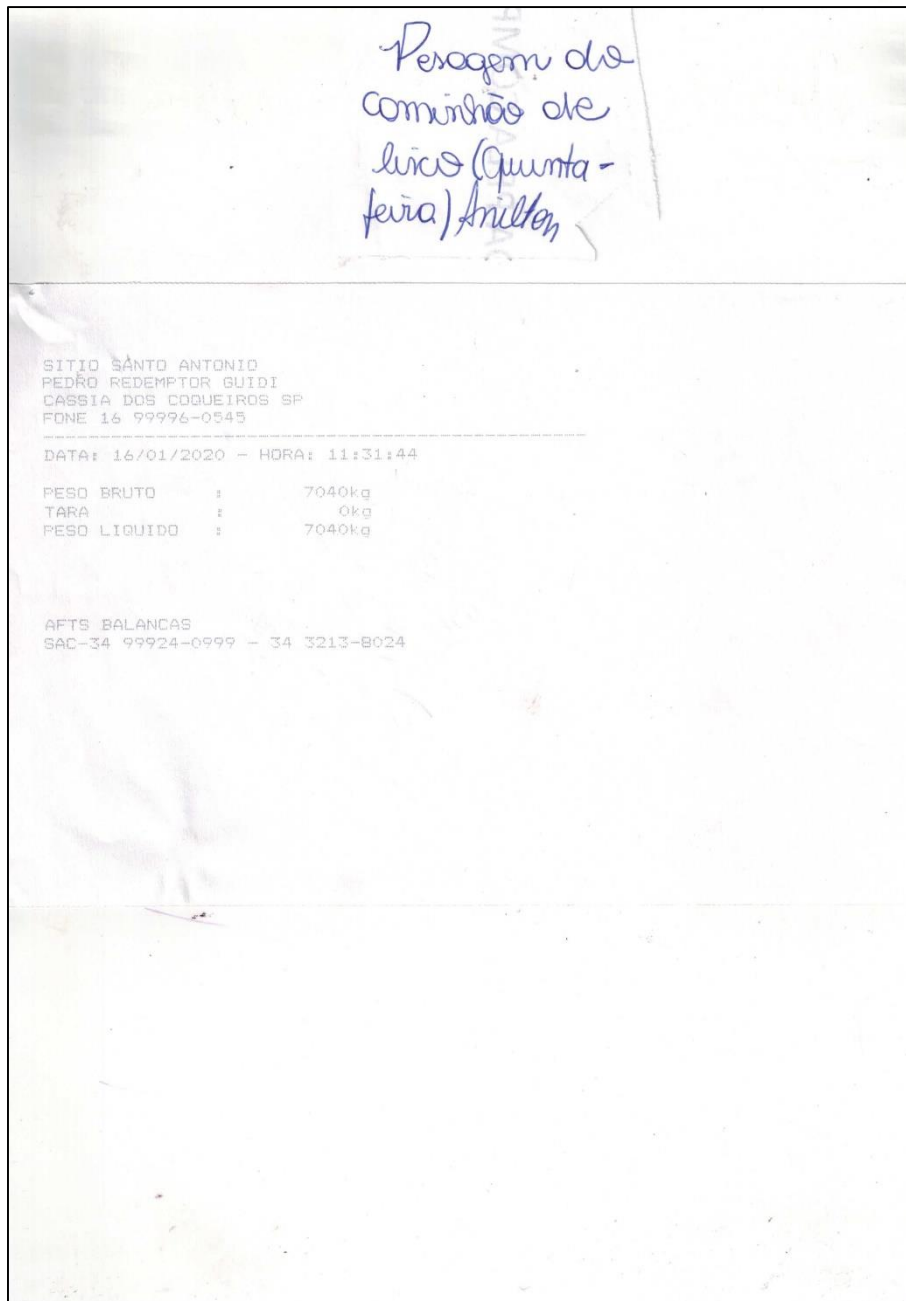 Pesagem do
caminhão de
lixo (Quinta-
feira) Anilton
SITIO SANTO ANTONIO
PEDRO REDEMPTOR GUIDI
CASSIA DOS COQUEIROS SP
FONE 16 99996-0545
------------------------------------------------
DATA: 16/01/2020 - HORA: 11:31:44
PESO BRUTO : 7040kg
TARA : 0kg
PESO LIQUIDO : 7040kg
AFTS BALANCAS
SAC-34 99924-0999 - 34 3213-8024